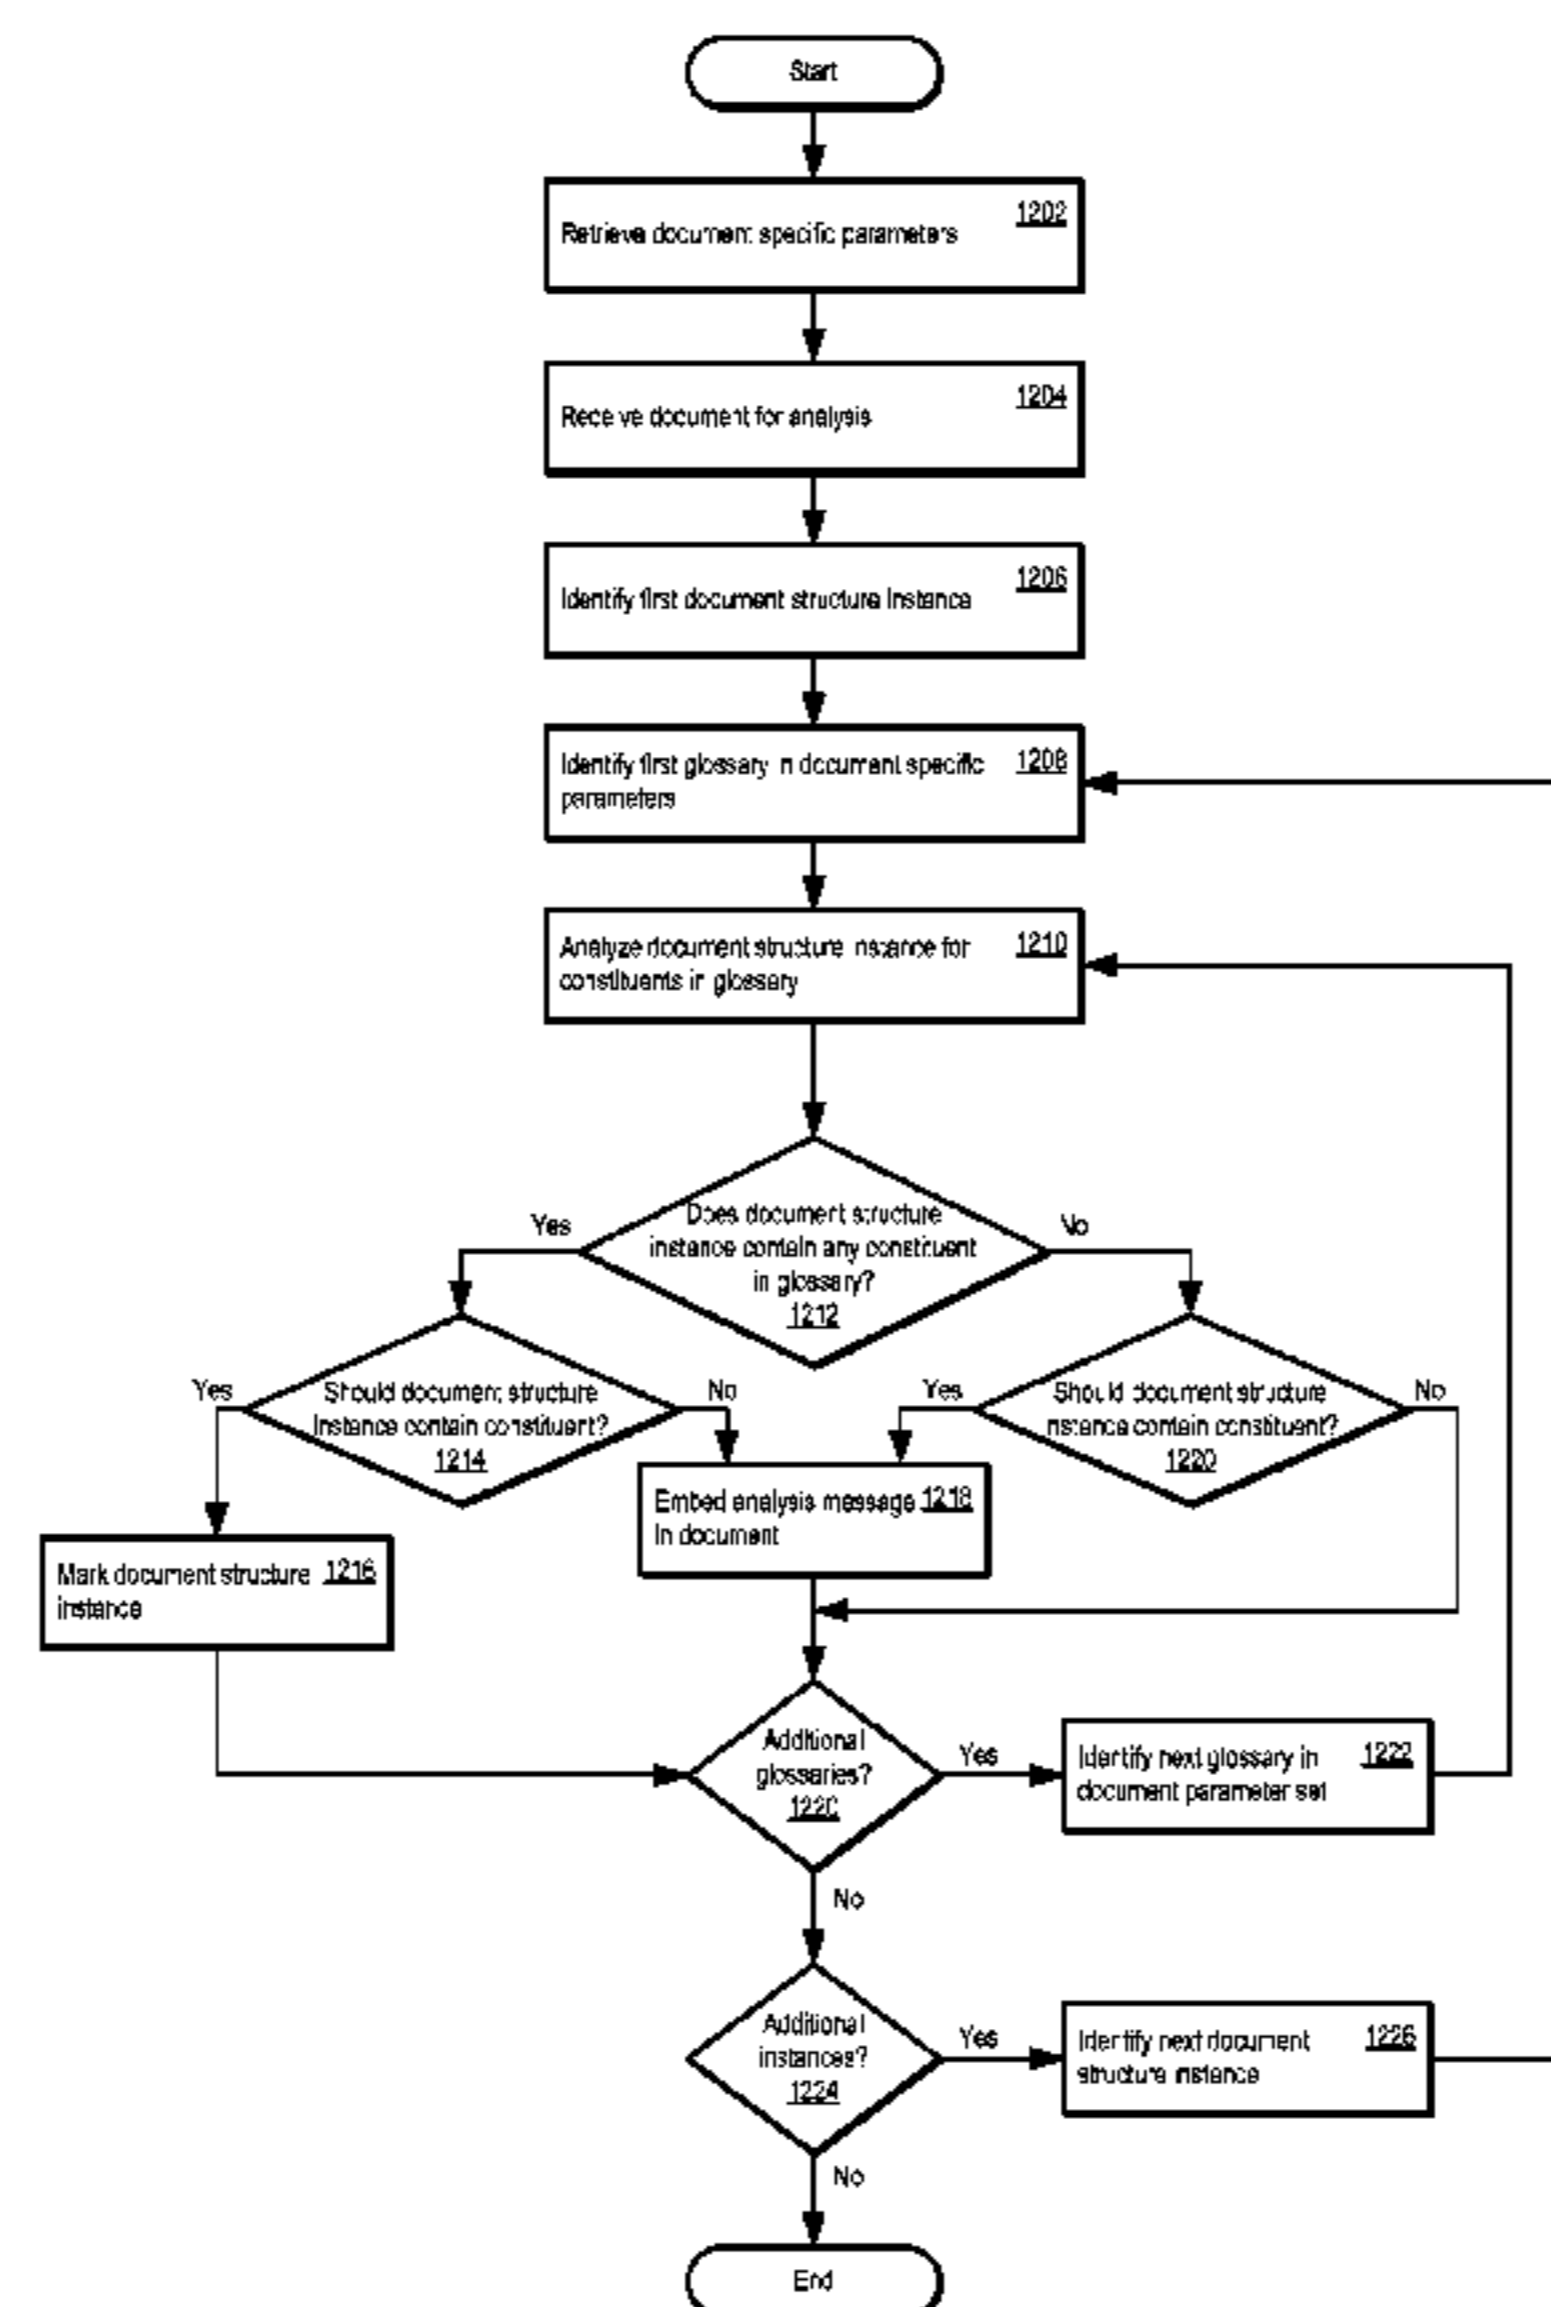 Start
Retrieve document specific parameters 1202
Receive document for analysis 1204
Identify first document structure instance 1206
Identify first glossary in document specific 1208
parameters
Analyze document structure instance for 1210
constituents in glossary
Does document structure
instance contain any constituent
in glossary?
1212
Yes
No
Should document structure
instance contain constituent?
1214
Yes
No
Should document structure
instance contain constituent?
1220
Yes
No
Embed analysis message 1218
in document
Mark document structure 1216
instance
Additional
glossaries?
1220
Yes
Identify next glossary in 1222
document parameter set
No
Additional
instances?
1224
Yes
Identify next document 1226
structure instance
No
End